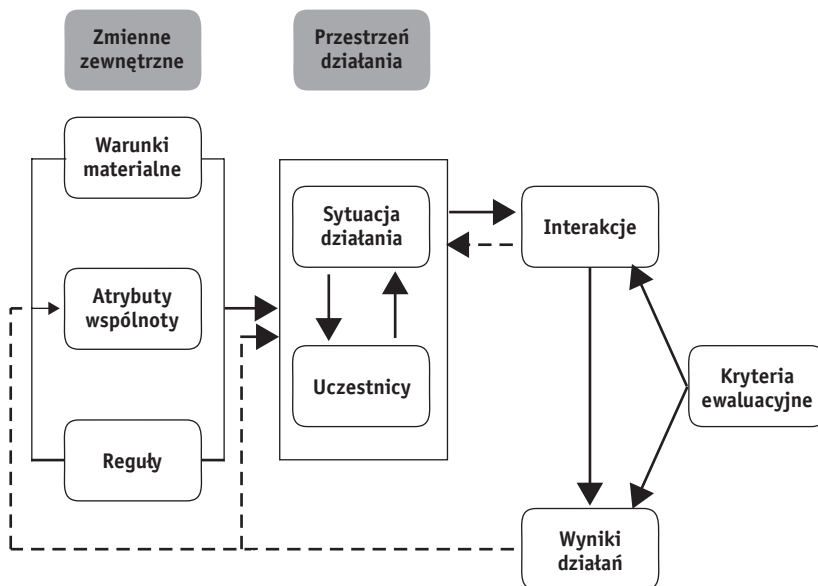 Zmienne
zewnętrzne
Przestrzeń
działania
Warunki
materialne
Atrybuty
wspólnoty
Reguły
Sytuacja
działania
Uczestnicy
Interakcje
Kryteria
ewaluacyjne
Wyniki
działań